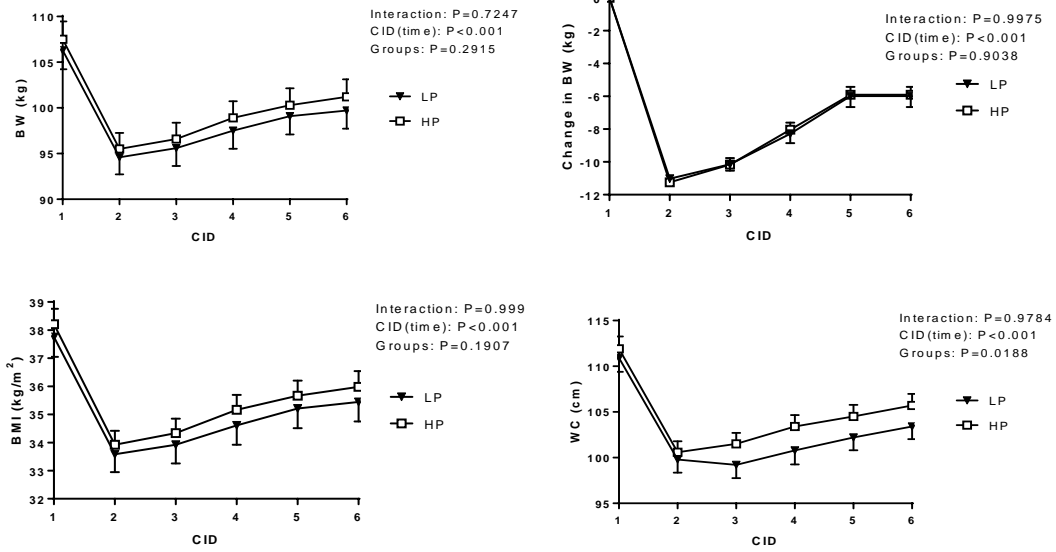 Interaction: P=0.7247
CID(time): P<0.001
Groups: P=0.2915
LP
HP
BW (kg)
110
105
100
95
90
1 2 3 4 5 6
CID
Interaction: P=0.9975
CID(time): P<0.001
Groups: P=0.9038
LP
HP
Change in BW (kg)
0
-2
-4
-6
-8
-10
-12
1 2 3 4 5 6
CID
Interaction: P=0.999
CID(time): P<0.001
Groups: P=0.1907
LP
HP
BMI (kg/m²)
39
38
37
36
35
34
33
32
1 2 3 4 5 6
CID
Interaction: P=0.9784
CID(time): P<0.001
Groups: P=0.0188
LP
HP
WC (cm)
115
110
105
100
95
1 2 3 4 5 6
CID